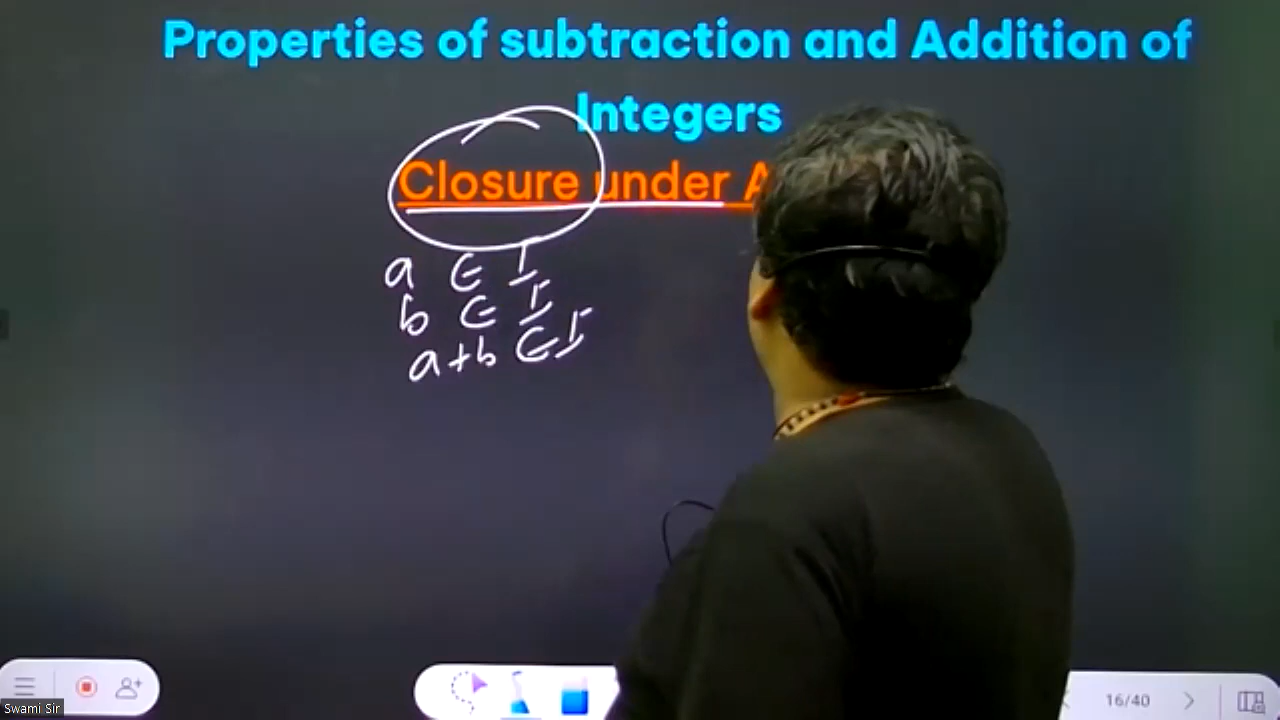 Properties of subtraction and Addition of
Integers
Closure under
a ∈ I
b ∈ I
a+b ∈ I
16/40
Swami Sir